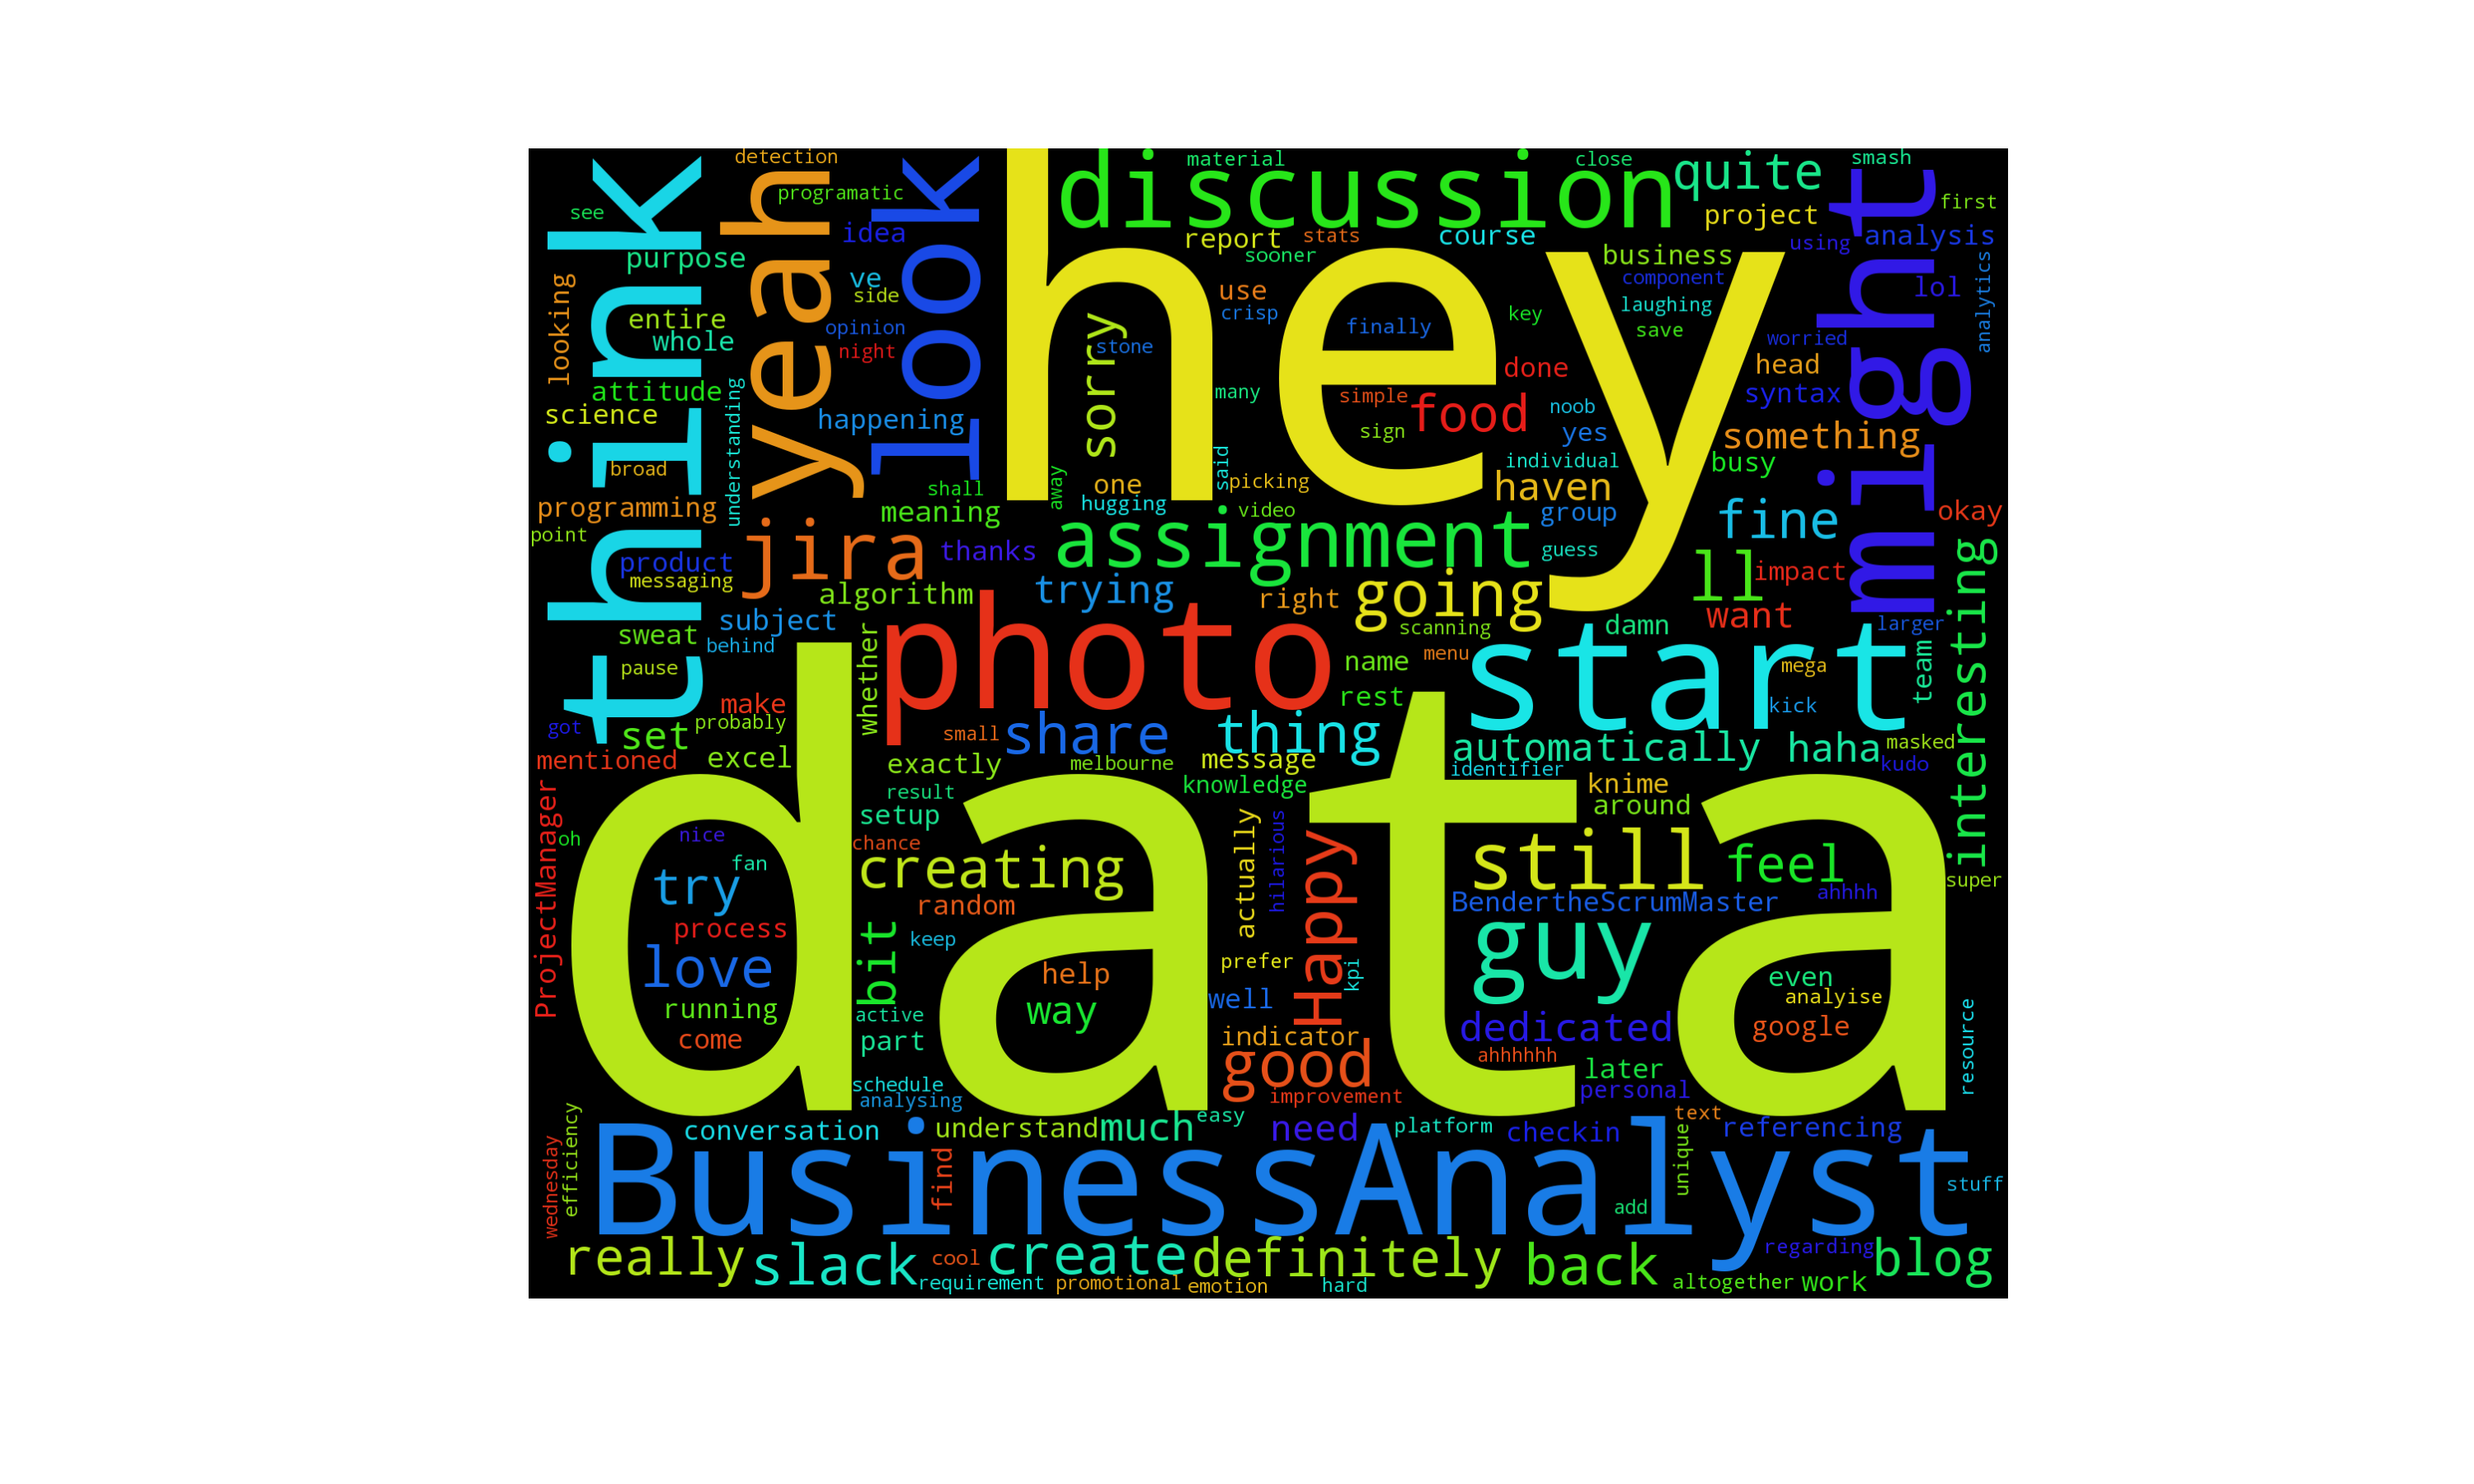 detection
material
close
smash
programatic
discussion
quite
see
project
first
think
yeah
look
hey
might
idea
report
stats
course
using
analysis
purpose
sooner
business
ve
component
analytics
looking
side
use
lol
entire
crisp
laughing
whole
opinion
sorry
finally
key
save
worried
night
stone
head
done
attitude
many
simple
syntax
science
happening
food
noob
understanding
sign
yes
something
broad
said
individual
busy
shall
away
one
picking
haven
programming
meaning
hugging
video
group
fine
okay
point
jira
thanks
assignment
guess
product
messaging
ll
impact
interesting
algorithm
trying
right
going
want
subject
photo
scanning
damn
larger
sweat
start
behind
whether
name
menu
team
pause
mega
make
rest
kick
got
probably
small
share
thing
set
automatically
haha
masked
mentioned
excel
exactly
melbourne
message
identifier
kudo
knime
ProjectManager
result
knowledge
around
setup
data
oh
nice
chance
actually
hilarious
Happy
still
feel
fan
creating
super
try
random
BendertheScrumMaster
ahhhh
process
bit
keep
guy
love
help
prefer
kpi
even
analyise
running
way
well
active
dedicated
google
come
part
indicator
resource
good
ahhhhhh
later
schedule
analysing
improvement
personal
efficiency
easy
text
conversation
understand
much
need
platform
checkin
unique
referencing
wednesday
BusinessAnalyst
find
stuff
add
really
slack
cool
create
definitely
back
regarding
blog
requirement
promotional
emotion
hard
altogether
work